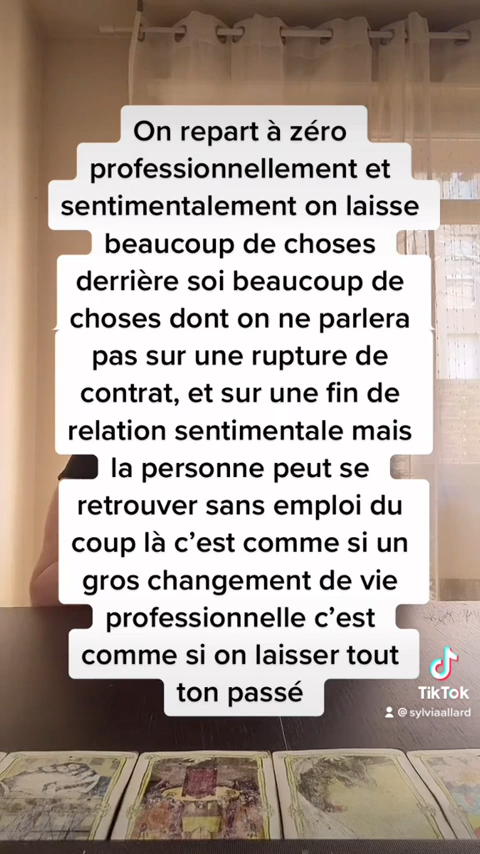 On repart à zéro
professionnellement et
sentimentalement on laisse
beaucoup de choses
derrière soi beaucoup de
choses dont on ne parlera
pas sur une rupture de
contrat, et sur une fin de
relation sentimentale mais
la personne peut se
retrouver sans emploi du
coup là c’est comme si un
gros changement de vie
professionnelle c’est
comme si on laisser tout
ton passé
TikTok
@sylviaallard